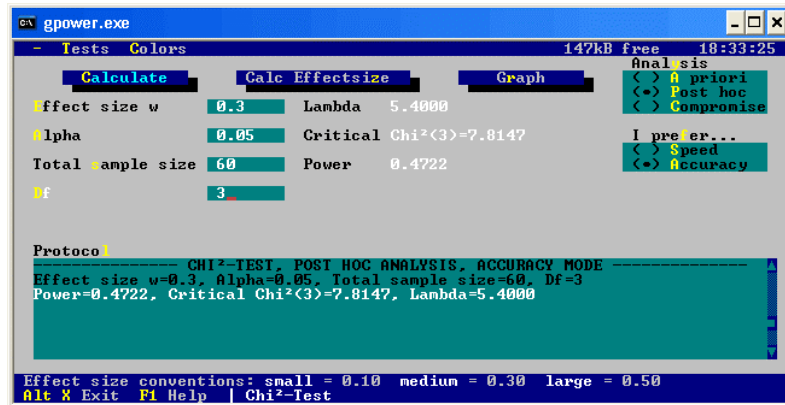 gpower.exe
- Tests Colors 147kB free 18:33:25
Analysis
Calculate Calc Effectsize Graph ( ) A priori
(•) Post hoc
Effect size w 0.3 Lambda 5.4000 ( ) Compromise
Alpha 0.05 Critical Chi²(3)=7.8147 I prefer...
( ) Speed
Total sample size 60 Power 0.4722 (•) Accuracy
Df 3_
Protocol
--------------- CHI²-TEST, POST HOC ANALYSIS, ACCURACY MODE --------------
Effect size w=0.3, Alpha=0.05, Total sample size=60, Df=3
Power=0.4722, Critical Chi²(3)=7.8147, Lambda=5.4000
Effect size conventions: small = 0.10 medium = 0.30 large = 0.50
Alt X Exit F1 Help | Chi²-Test